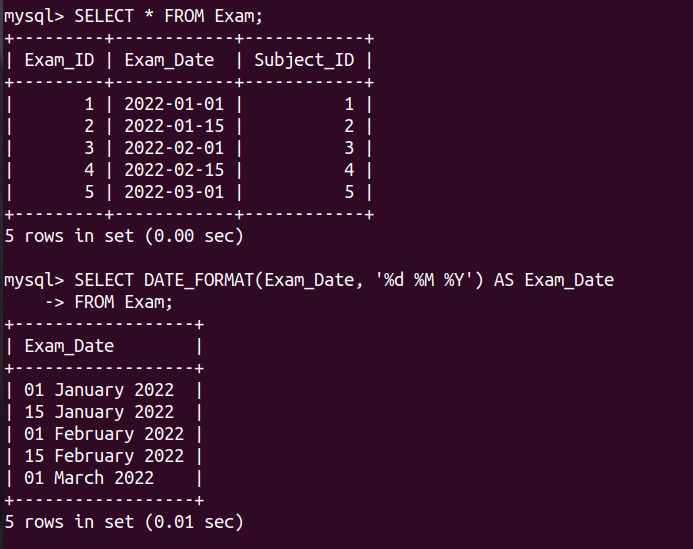 mysql> SELECT * FROM Exam;
+---------+------------+------------+
| Exam_ID | Exam_Date  | Subject_ID |
+---------+------------+------------+
|       1 | 2022-01-01 |          1 |
|       2 | 2022-01-15 |          2 |
|       3 | 2022-02-01 |          3 |
|       4 | 2022-02-15 |          4 |
|       5 | 2022-03-01 |          5 |
+---------+------------+------------+
5 rows in set (0.00 sec)

mysql> SELECT DATE_FORMAT(Exam_Date, '%d %M %Y') AS Exam_Date
    -> FROM Exam;
+------------------+
| Exam_Date        |
+------------------+
| 01 January 2022  |
| 15 January 2022  |
| 01 February 2022 |
| 15 February 2022 |
| 01 March 2022    |
+------------------+
5 rows in set (0.01 sec)